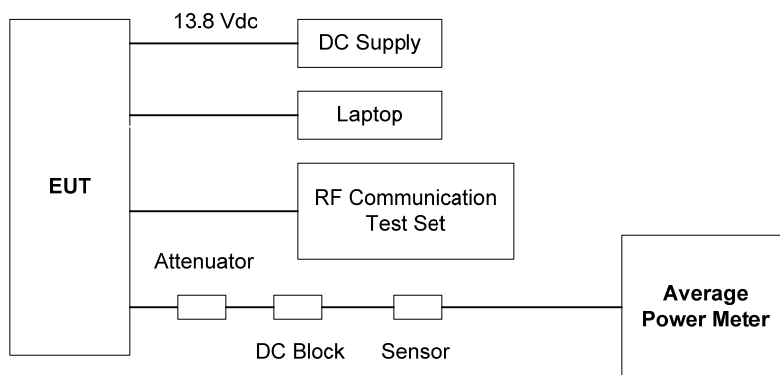 13.8 Vdc
DC Supply
Laptop
EUT
RF Communication
Test Set
Attenuator
Average
Power Meter
DC Block
Sensor